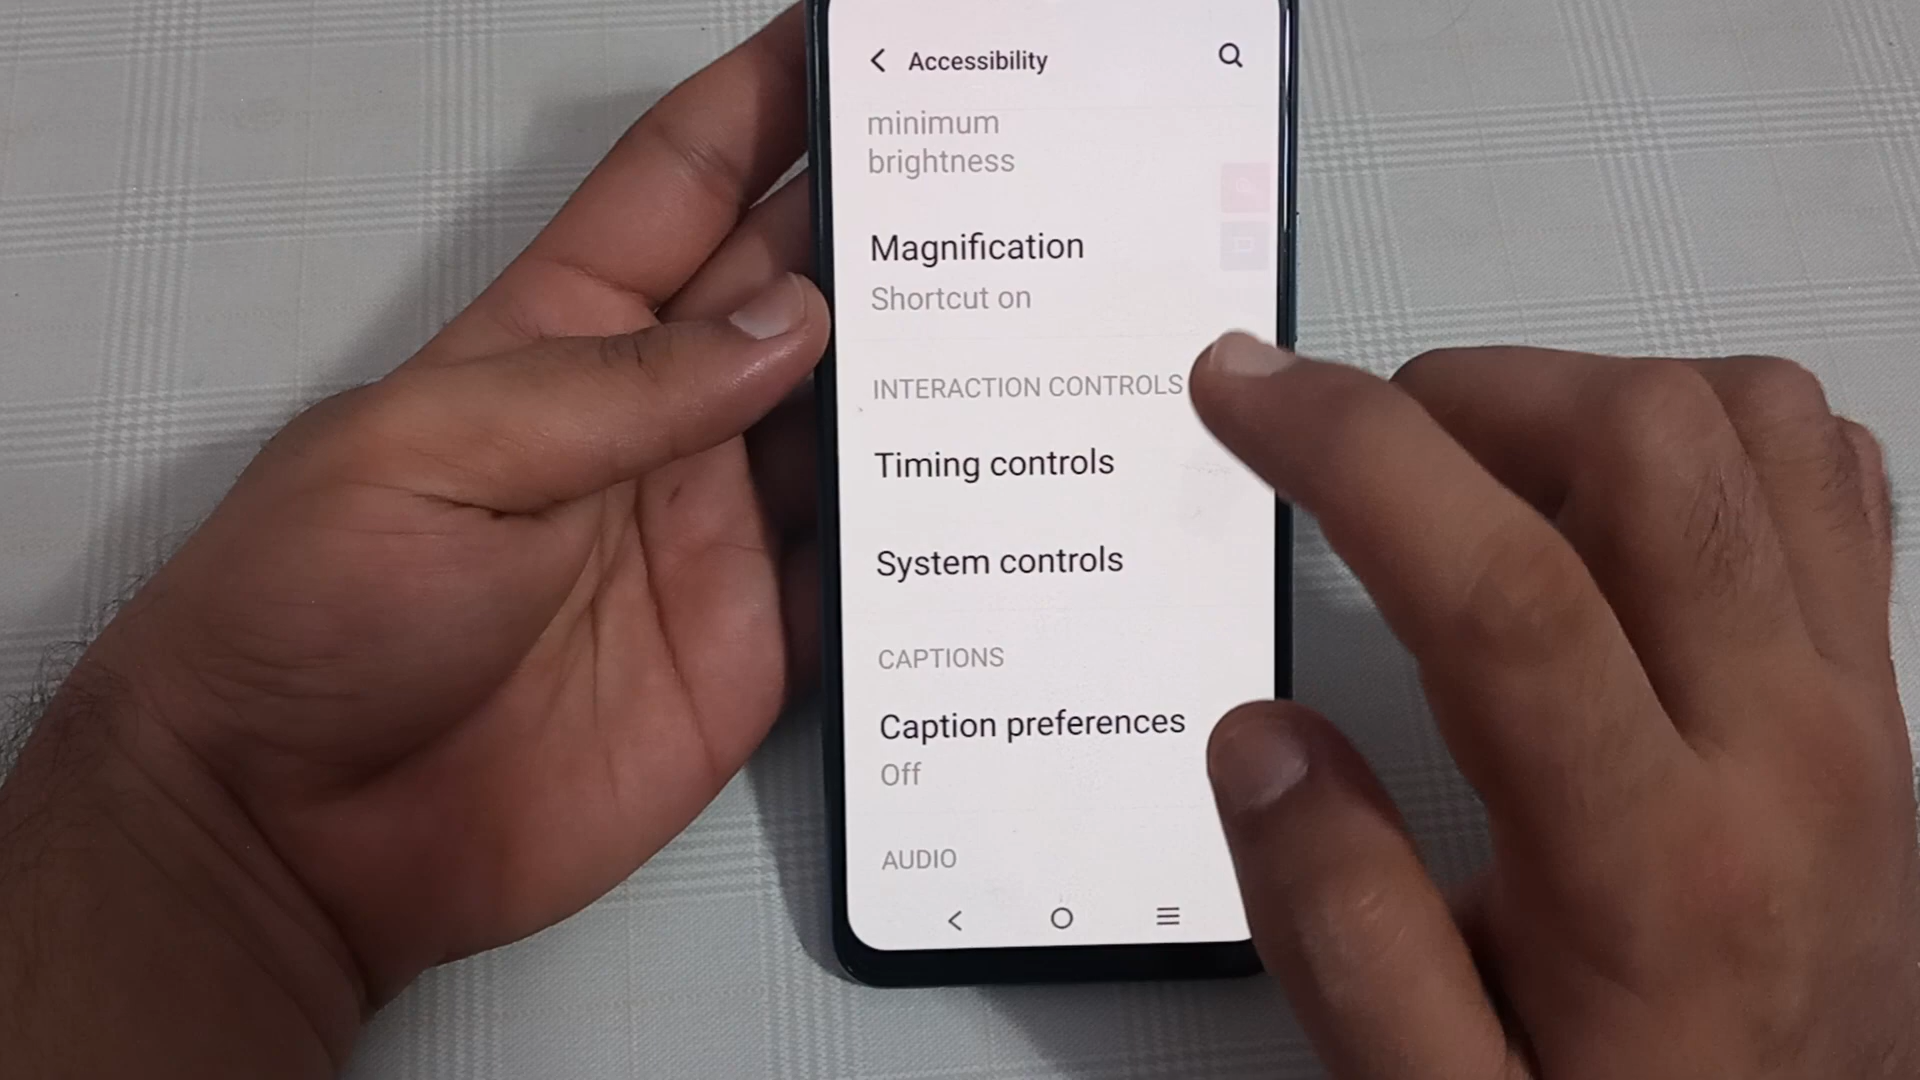 Accessibility
minimum
brightness
Magnification
Shortcut on
INTERACTION CONTROLS
Timing controls
System controls
CAPTIONS
Caption preferences
Off
AUDIO